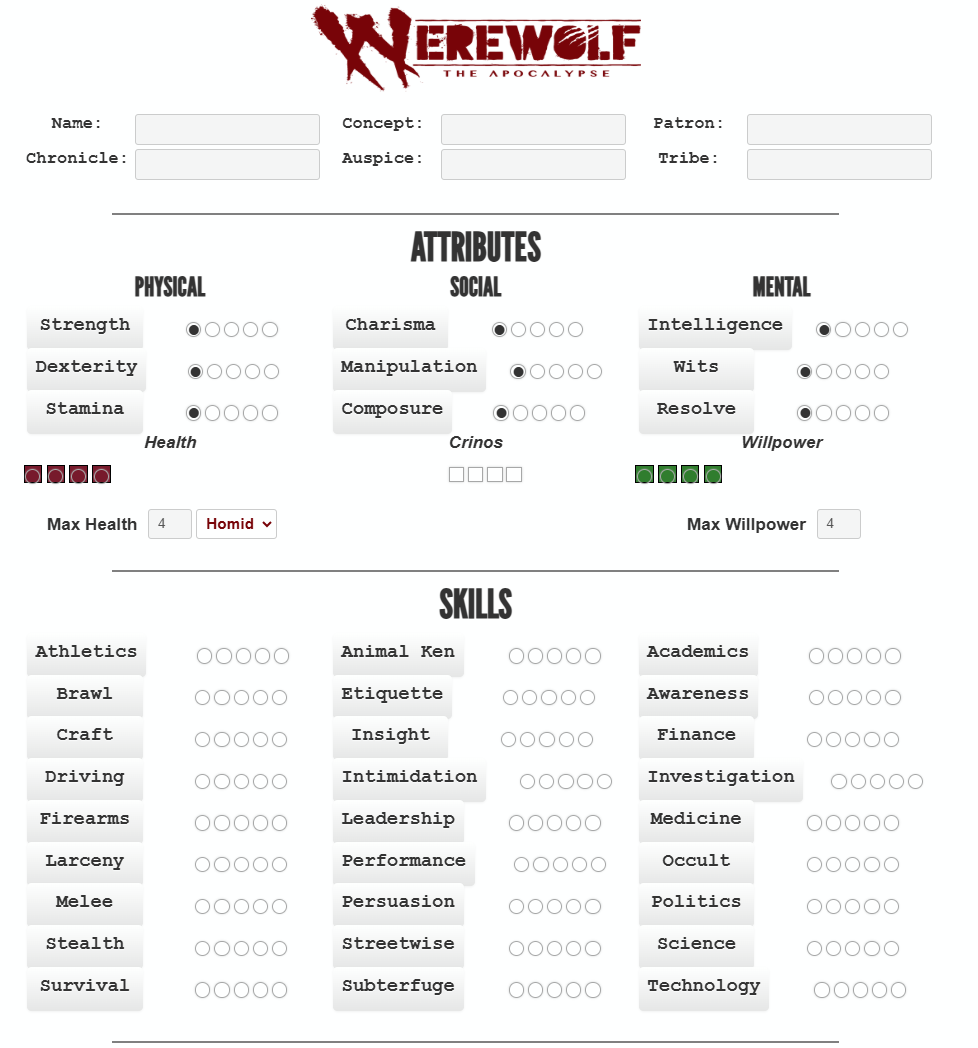 WEREWOLF
THE APOCALYPSE
Name: Concept: Patron:
Chronicle: Auspice: Tribe:
ATTRIBUTES
PHYSICAL SOCIAL MENTAL
Strength Charisma Intelligence
Dexterity Manipulation Wits
Stamina Composure Resolve
Health Crinos Willpower
Max Health 4 Homid Max Willpower 4
SKILLS
Athletics Animal Ken Academics
Brawl Etiquette Awareness
Craft Insight Finance
Driving Intimidation Investigation
Firearms Leadership Medicine
Larceny Performance Occult
Melee Persuasion Politics
Stealth Streetwise Science
Survival Subterfuge Technology